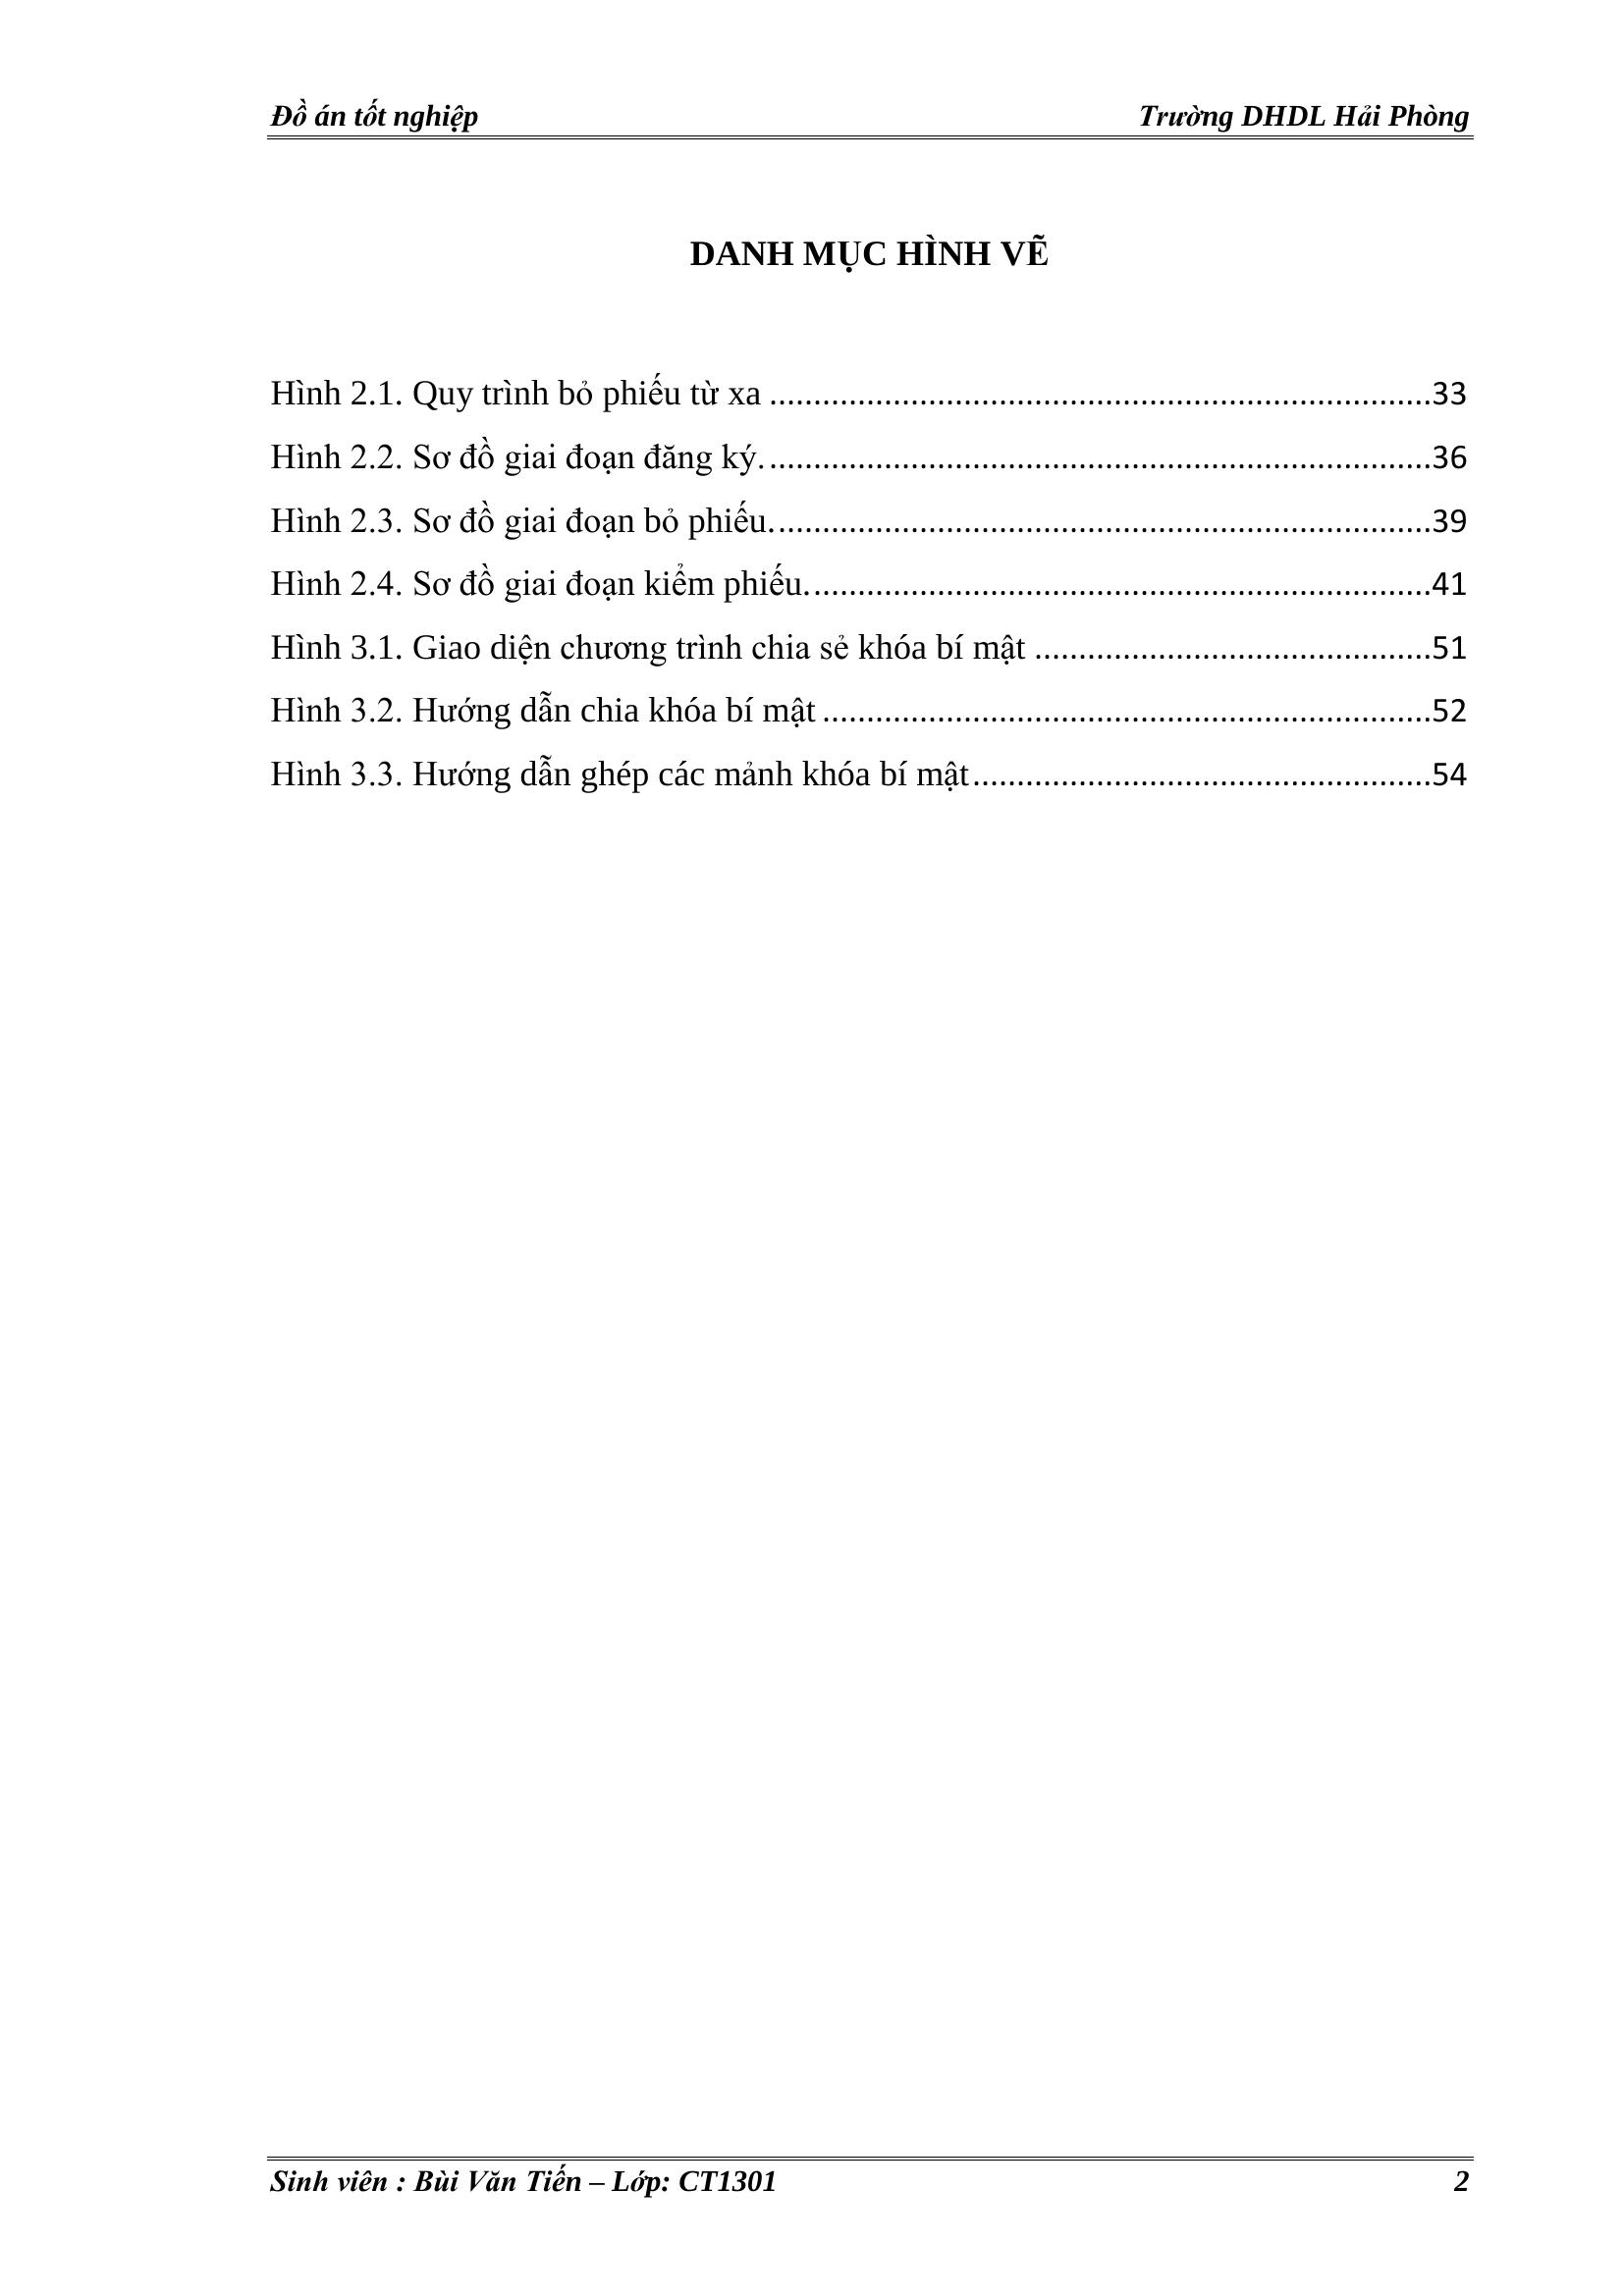 Đồ án tốt nghiệp Trường DHDL Hải Phòng
DANH MỤC HÌNH VẼ
Hình 2.1. Quy trình bỏ phiếu từ xa ...........................................................................33
Hình 2.2. Sơ đồ giai đoạn đăng ký. ...........................................................................36
Hình 2.3. Sơ đồ giai đoạn bỏ phiếu. ..........................................................................39
Hình 2.4. Sơ đồ giai đoạn kiểm phiếu. ......................................................................41
Hình 3.1. Giao diện chương trình chia sẻ khóa bí mật .............................................51
Hình 3.2. Hướng dẫn chia khóa bí mật .....................................................................52
Hình 3.3. Hướng dẫn ghép các mảnh khóa bí mật ....................................................54
Sinh viên : Bùi Văn Tiến – Lớp: CT1301 2